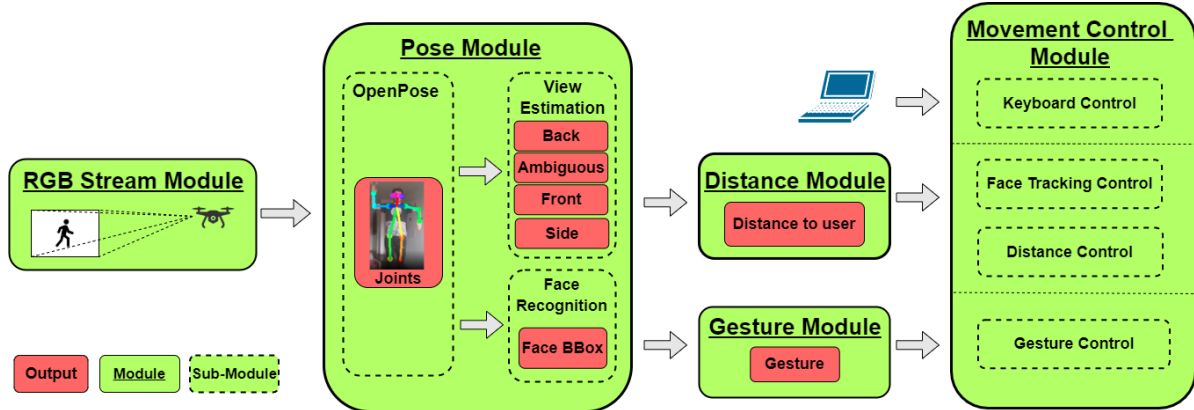 RGB Stream Module
Pose Module
OpenPose
Joints
View
Estimation
Back
Ambiguous
Front
Side
Face
Recognition
Face BBox
Distance Module
Distance to user
Gesture Module
Gesture
Movement Control
Module
Keyboard Control
Face Tracking Control
Distance Control
Gesture Control
Output
Module
Sub-Module